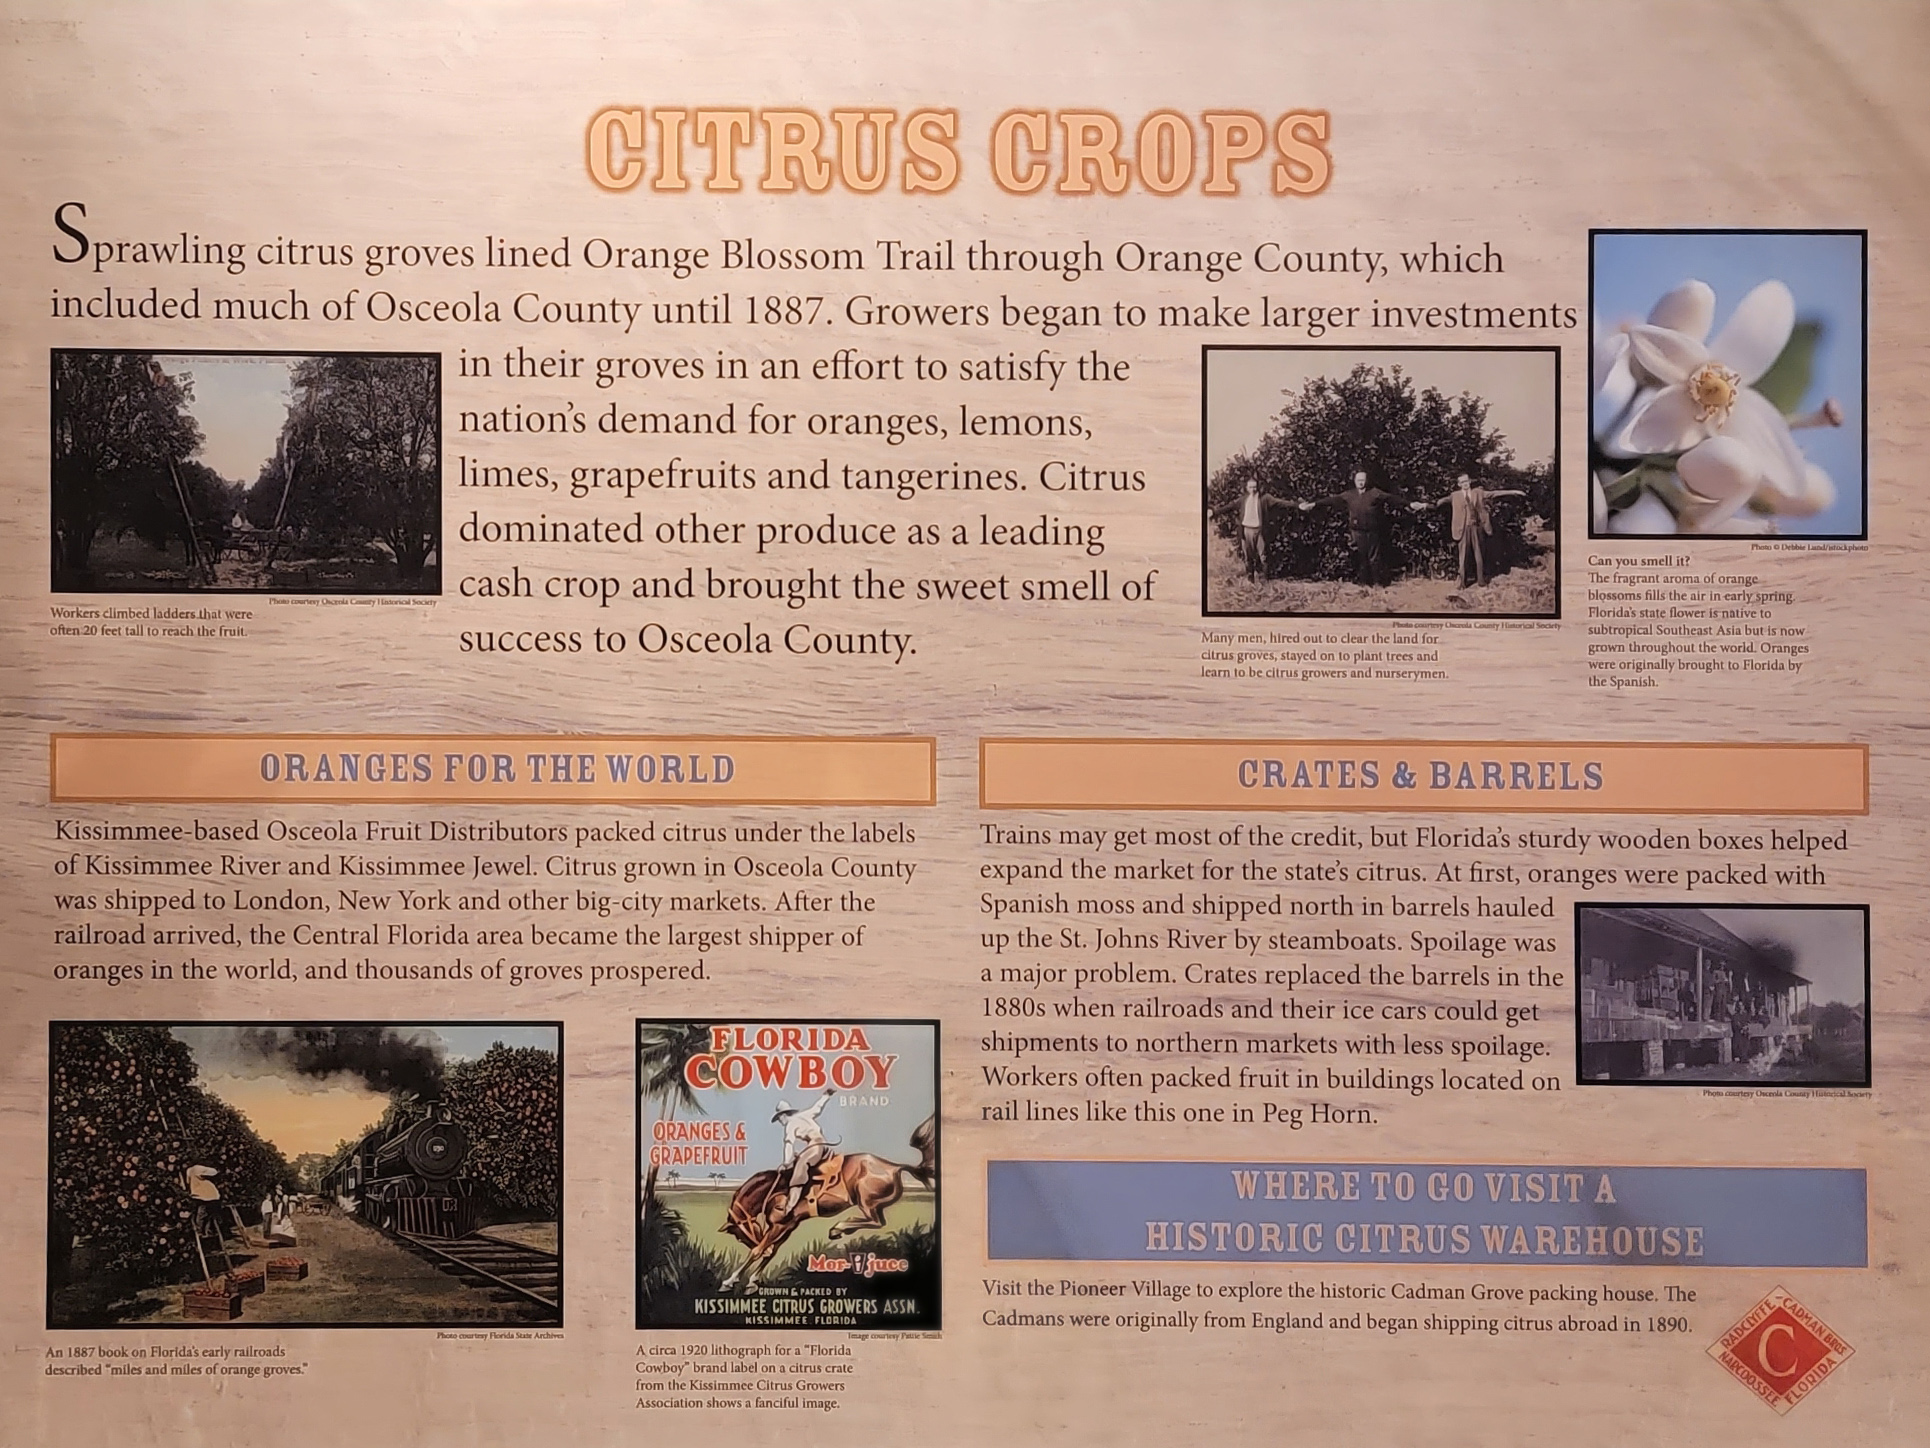 CITRUS CROPS
Sprawling citrus groves lined Orange Blossom Trail through Orange County, which
included much of Osceola County until 1887. Growers began to make larger investments
in their groves in an effort to satisfy the
nation's demand for oranges, lemons,
limes, grapefruits and tangerines. Citrus
dominated other produce as a leading
cash crop and brought the sweet smell of
success to Osceola County.
Photo courtesy Osceola County Historical Society
Workers climbed ladders that were
often 20 feet tall to reach the fruit.
Photo courtesy Osceola County Historical Society
Many men, hired out to clear the land for
citrus groves, stayed on to plant trees and
learn to be citrus growers and nurserymen.
Photo © Debbie Lund/istockphoto
Can you smell it?
The fragrant aroma of orange
blossoms fills the air in early spring.
Florida's state flower is native to
subtropical Southeast Asia but is now
grown throughout the world. Oranges
were originally brought to Florida by
the Spanish.
ORANGES FOR THE WORLD
Kissimmee-based Osceola Fruit Distributors packed citrus under the labels
of Kissimmee River and Kissimmee Jewel. Citrus grown in Osceola County
was shipped to London, New York and other big-city markets. After the
railroad arrived, the Central Florida area became the largest shipper of
oranges in the world, and thousands of groves prospered.
Photo courtesy Florida State Archives
An 1887 book on Florida's early railroads
described "miles and miles of orange groves."
FLORIDA
COWBOY
BRAND
ORANGES &
GRAPEFRUIT
Mor-juce
GROWN & PACKED BY
KISSIMMEE CITRUS GROWERS ASSN.
KISSIMMEE, FLORIDA
Image courtesy Pattie Smith
A circa 1920 lithograph for a "Florida
Cowboy" brand label on a citrus crate
from the Kissimmee Citrus Growers
Association shows a fanciful image.
CRATES & BARRELS
Trains may get most of the credit, but Florida's sturdy wooden boxes helped
expand the market for the state's citrus. At first, oranges were packed with
Spanish moss and shipped north in barrels hauled
up the St. Johns River by steamboats. Spoilage was
a major problem. Crates replaced the barrels in the
1880s when railroads and their ice cars could get
shipments to northern markets with less spoilage.
Workers often packed fruit in buildings located on
rail lines like this one in Peg Horn.
Photo courtesy Osceola County Historical Society
WHERE TO GO VISIT A
HISTORIC CITRUS WAREHOUSE
Visit the Pioneer Village to explore the historic Cadman Grove packing house. The
Cadmans were originally from England and began shipping citrus abroad in 1890.
RADCLYFFE - CADMAN BROS
C
NARCOOSSEE FLORIDA